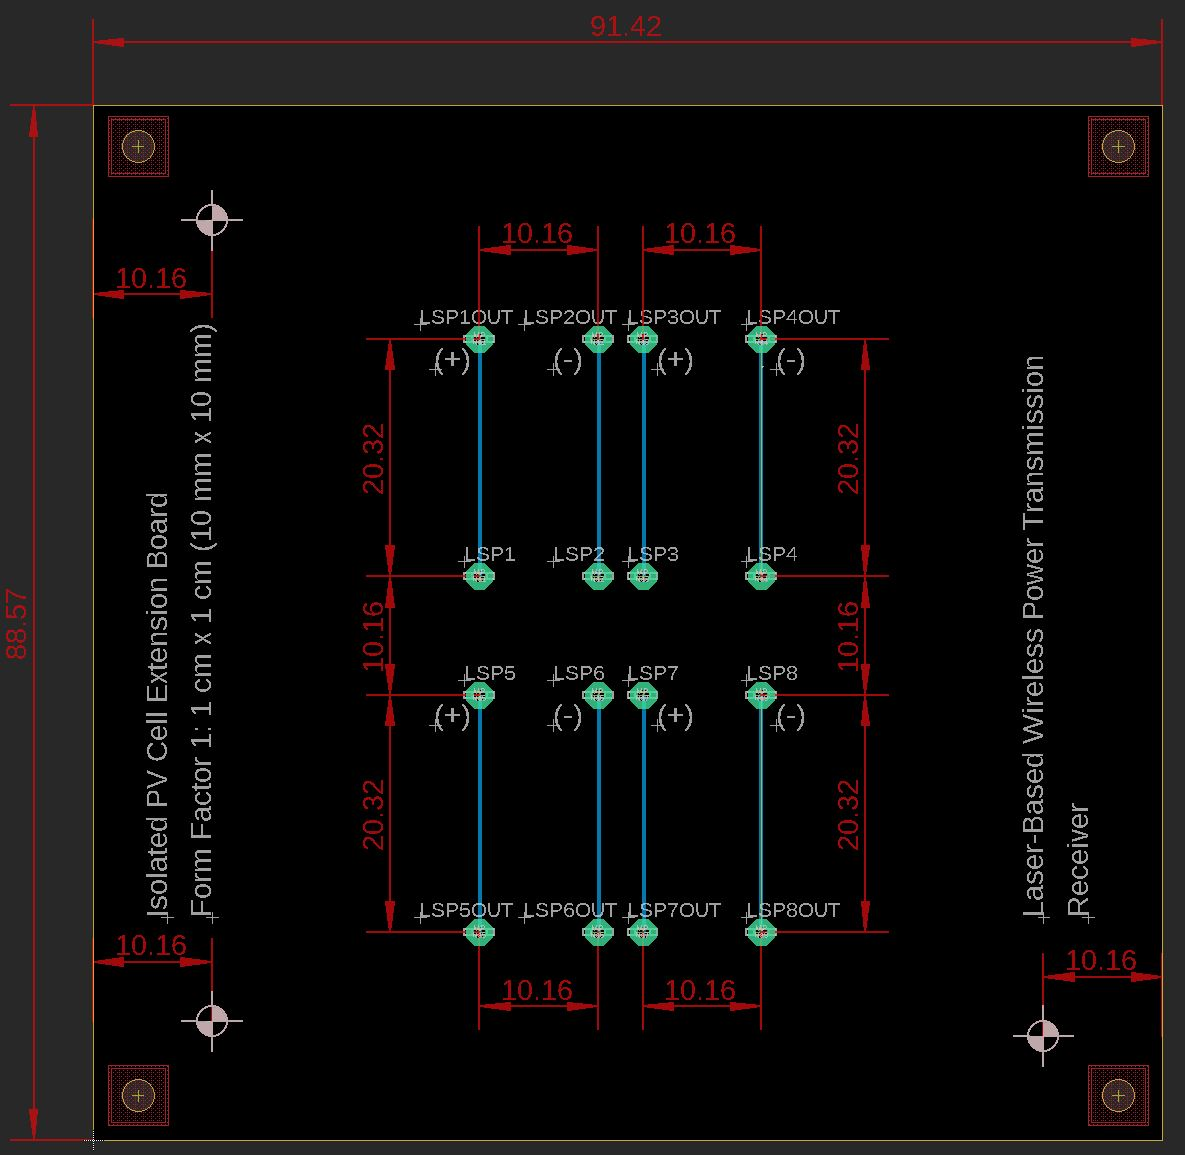 91.42
10.16 10.16
10.16
LSP1OUT LSP2OUT LSP3OUT LSP4OUT
(+) (-) (+) (-)
20.32 20.32
LSP1 LSP2 LSP3 LSP4
10.16 10.16
88.57
LSP5 LSP6 LSP7 LSP8
(+) (-) (+) (-)
20.32 20.32
LSP5OUT LSP6OUT LSP7OUT LSP8OUT
10.16 10.16
10.16 10.16
Isolated PV Cell Extension Board
Form Factor 1: 1 cm x 1 cm (10 mm x 10 mm)
Laser-Based Wireless Power Transmission
Receiver